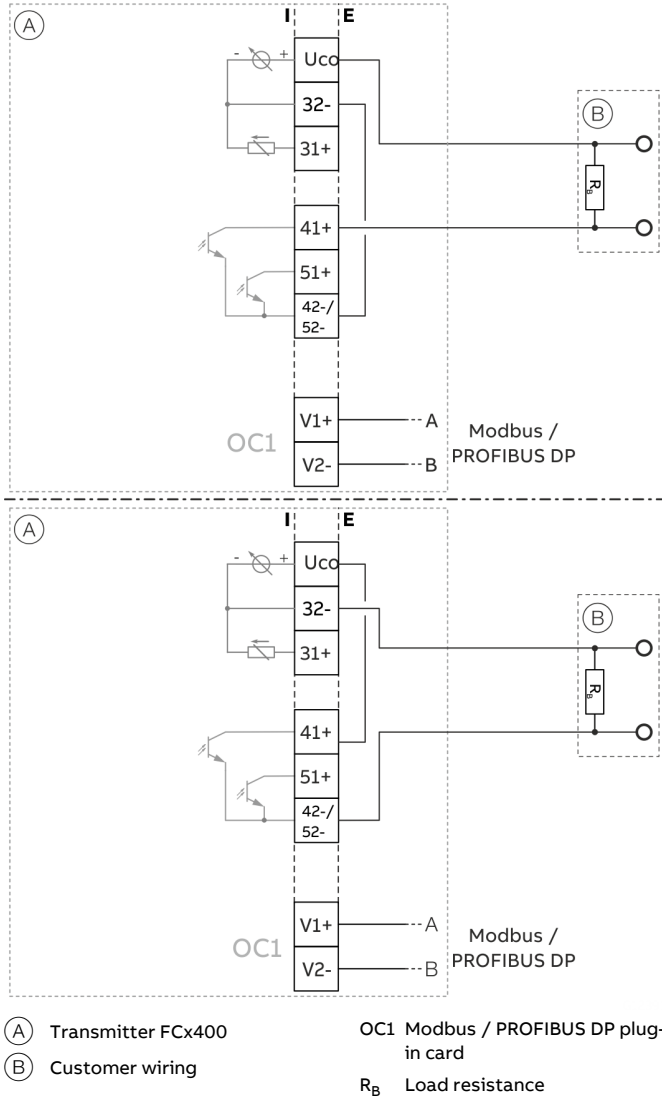 A
I E
- + Uco
32-
31+
B
R_B
41+
51+
42-/
52-
OC1
V1+ A
V2- B
Modbus /
PROFIBUS DP
A
I E
- + Uco
32-
31+
B
R_B
41+
51+
42-/
52-
OC1
V1+ A
V2- B
Modbus /
PROFIBUS DP
A Transmitter FCx400
B Customer wiring
OC1 Modbus / PROFIBUS DP plug-
in card
R_B Load resistance